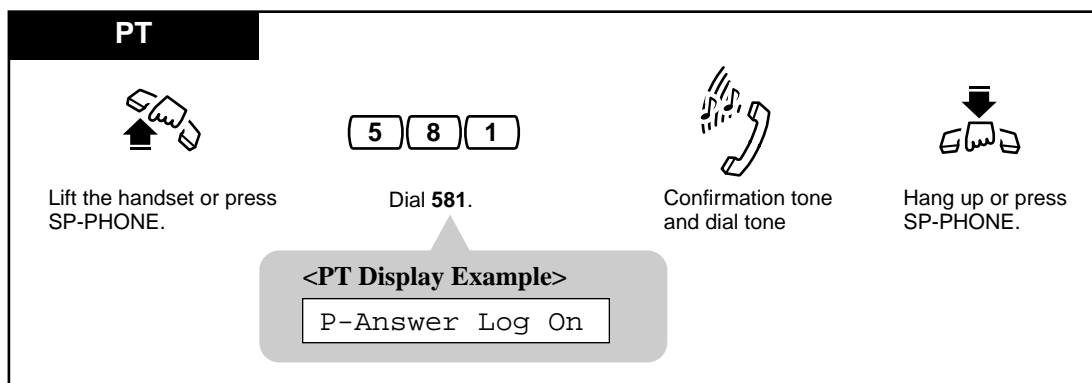 PT
5 8 1
Lift the handset or press
SP-PHONE.
Dial 581.
Confirmation tone
and dial tone
Hang up or press
SP-PHONE.
<PT Display Example>
P-Answer Log On